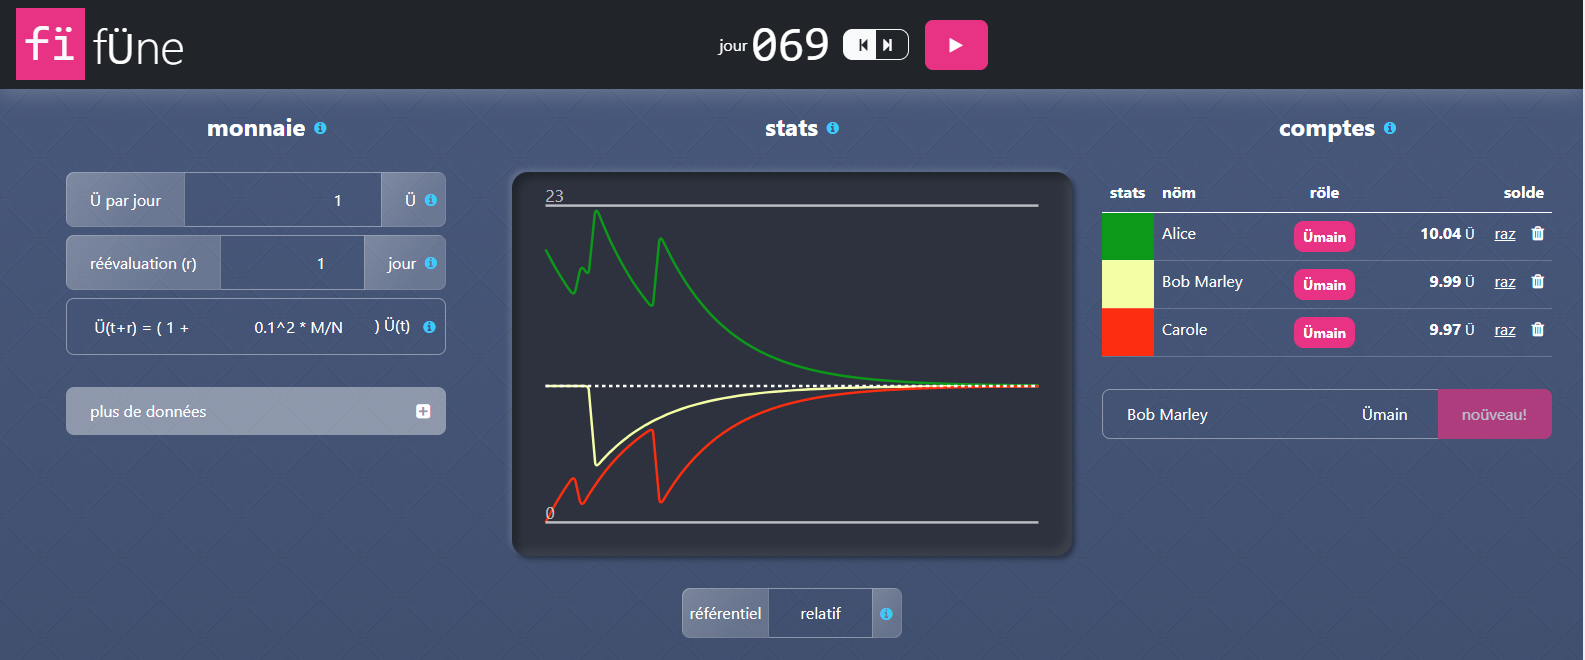 fï fÜne
jour 069
monnaie
Ü par jour 1 Ü
réévaluation (r) 1 jour
Ü(t+r) = ( 1 + 0.1^2 * M/N ) Ü(t)
plus de données
stats
23
0
référentiel relatif
comptes
stats nöm röle solde
Alice Ümain 10.04 Ü raz
Bob Marley Ümain 9.99 Ü raz
Carole Ümain 9.97 Ü raz
Bob Marley Ümain noüveau!